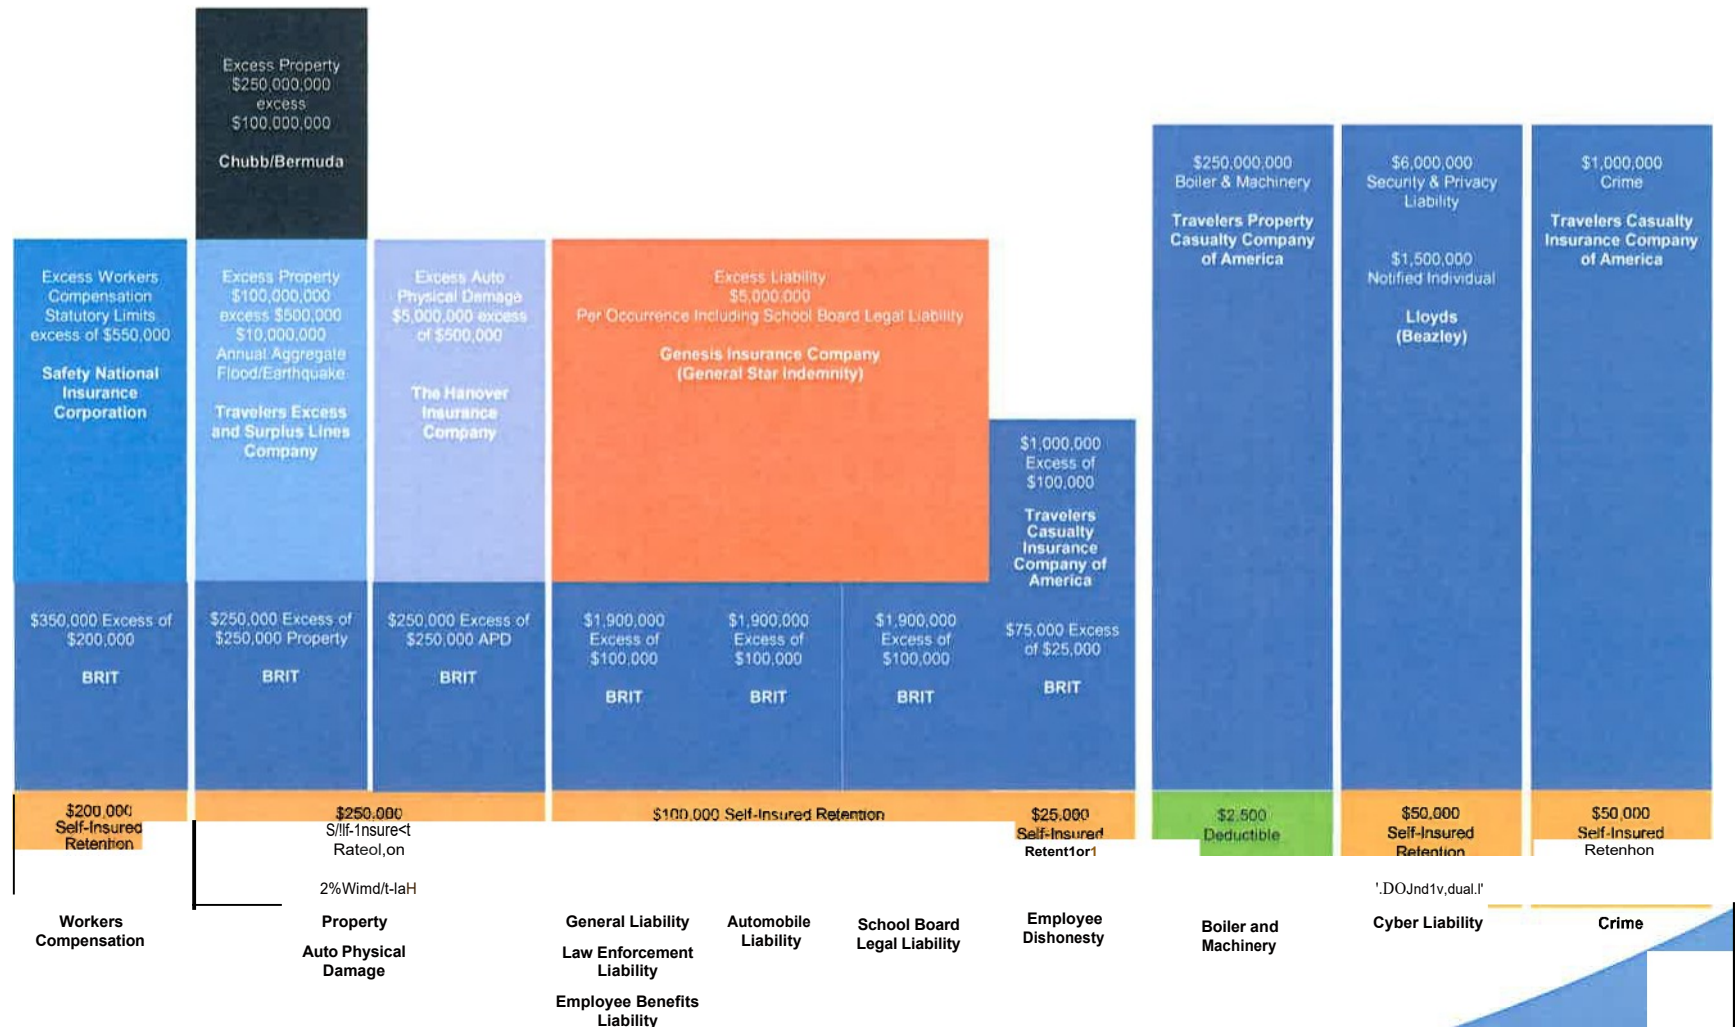 Excess Property
$250,000,000
excess
$100,000,000
Chubb/Bermuda
Excess Workers
Compensation
Statutory Limits
excess of $550,000
Safety National
Insurance
Corporation
Excess Property
$100,000,000
excess $500,000
$10,000,000
Annual Aggregate
Flood/Earthquake
Travelers Excess
and Surplus Lines
Company
Excess Auto
Physical Damage
$5,000,000 excess
of $500,000
The Hanover
Insurance
Company
Excess Liability
$5,000,000
Per Occurrence Including School Board Legal Liability
Genesis Insurance Company
(General Star Indemnity)
$1,000,000
Excess of
$100,000
Travelers
Casualty
Insurance
Company of
America
$75,000 Excess
of $25,000
BRIT
$250,000,000
Boiler & Machinery
Travelers Property
Casualty Company
of America
$6,000,000
Security & Privacy
Liability
$1,500,000
Notified Individual
Lloyds
(Beazley)
$1,000,000
Crime
Travelers Casualty
Insurance Company
of America
$350,000 Excess of
$200,000
BRIT
$250,000 Excess of
$250,000 Property
BRIT
$250,000 Excess of
$250,000 APD
BRIT
$1,900,000
Excess of
$100,000
BRIT
$1,900,000
Excess of
$100,000
BRIT
$1,900,000
Excess of
$100,000
BRIT
$200,000
Self-Insured
Retention
$250.000
S/!lf-1nsure<t
Rateol,on
2%Wimd/t-laH
$100,000 Self-Insured Retention
$25,000
Self-Insured
Retent1or1
$2,500
Deductible
$50,000
Self-Insured
Retention
'.DOJnd1v,dual.l'
$50,000
Self-Insured
Retenhon
Workers
Compensation
Property
Auto Physical
Damage
General Liability
Law Enforcement
Liability
Employee Benefits
Liability
Automobile
Liability
School Board
Legal Liability
Employee
Dishonesty
Boiler and
Machinery
Cyber Liability
Crime